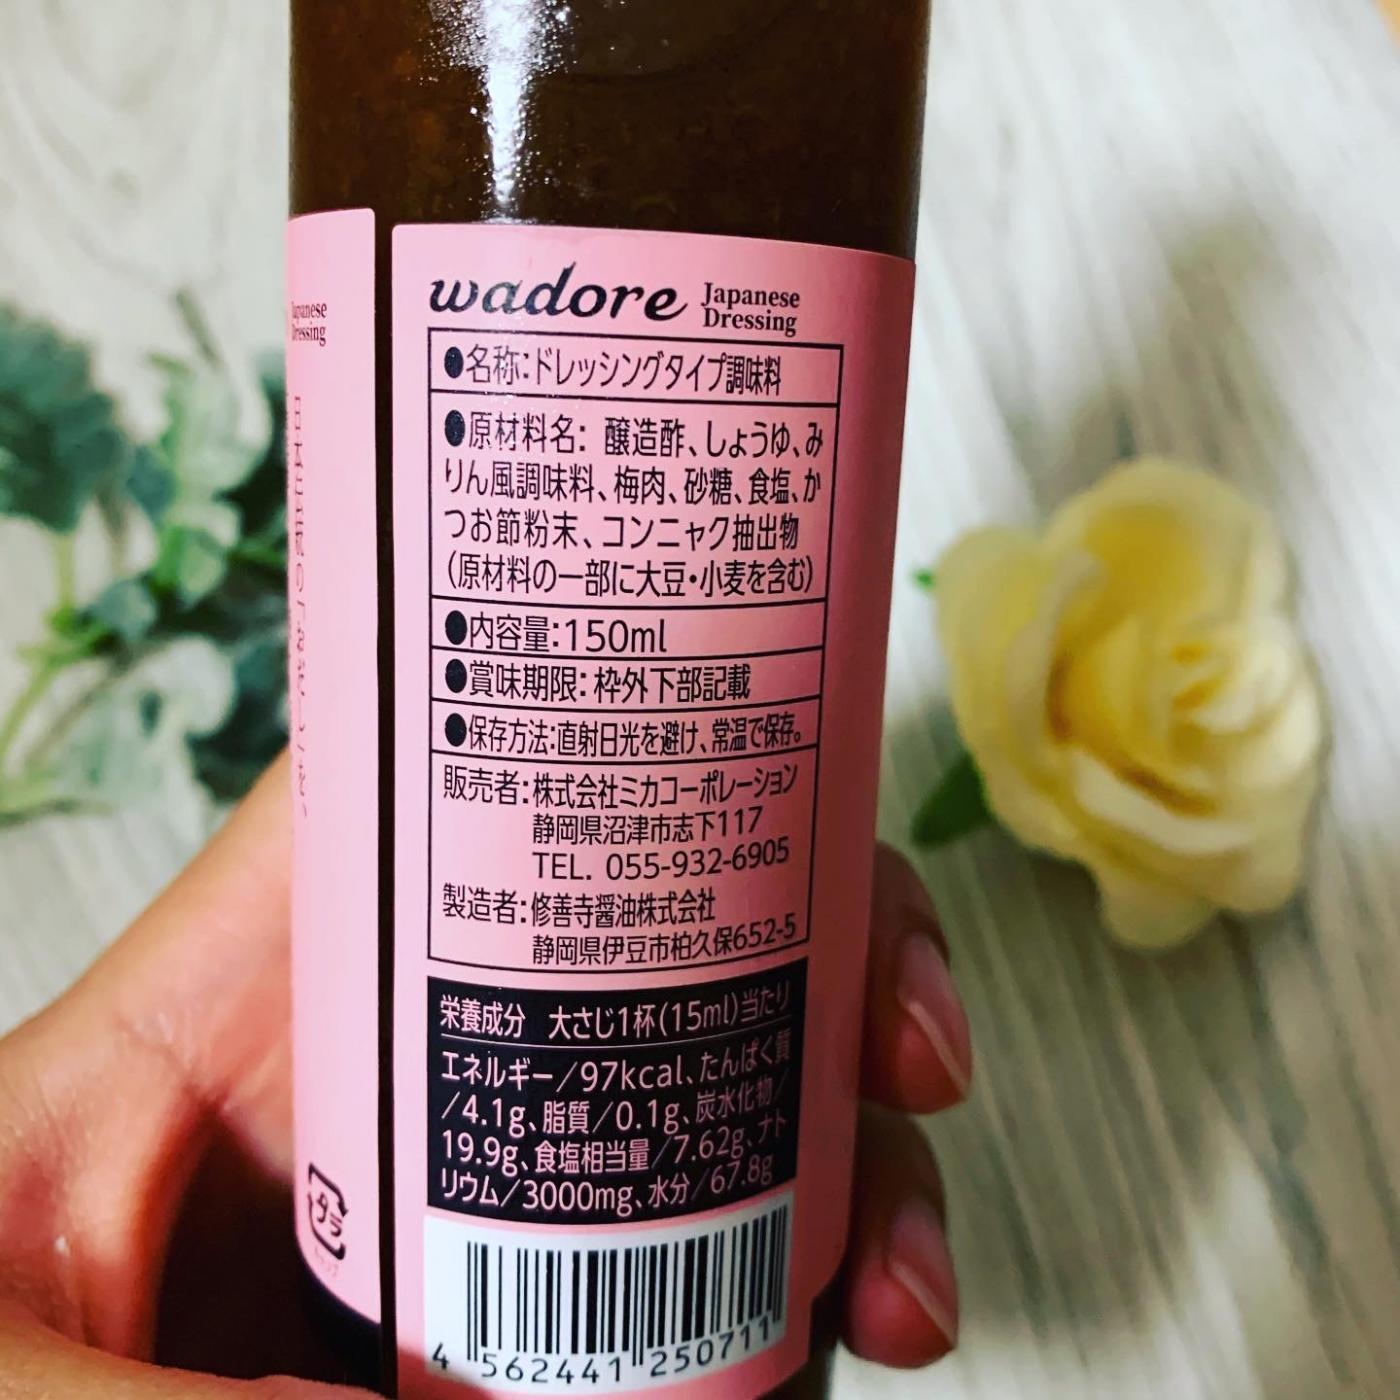 wadore Japanese
Dressing
●名称:ドレッシングタイプ調味料
●原材料名: 醸造酢、しょうゆ、み
りん風調味料、梅肉、砂糖、食塩、か
つお節粉末、コンニャク抽出物
(原材料の一部に大豆・小麦を含む)
●内容量:150ml
●賞味期限:枠外下部記載
●保存方法:直射日光を避け、常温で保存。
販売者:株式会社ミカコーポレーション
静岡県沼津市志下117
TEL. 055-932-6905
製造者:修善寺醤油株式会社
静岡県伊豆市柏久保652-5
栄養成分 大さじ1杯(15ml)当たり
エネルギー/97kcal、たんぱく質
/4.1g、脂質/0.1g、炭水化物/
19.9g、食塩相当量/7.62g、ナト
リウム/3000mg、水分/67.8g
4 562441 250711
Japanese
Dressing
プラ